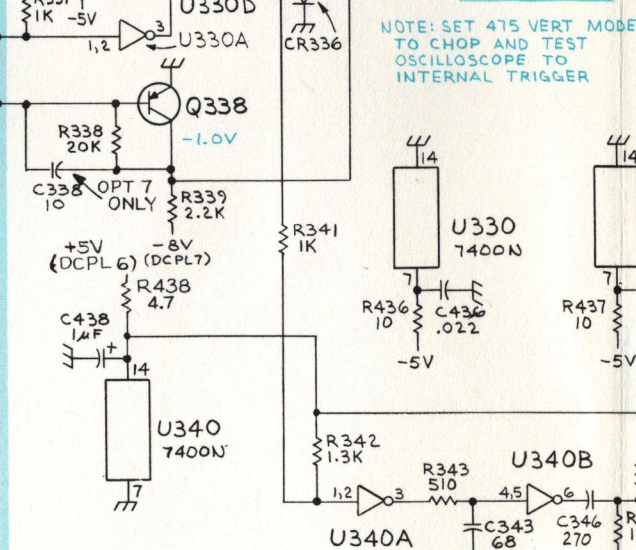 1K -5V
U330D
1,2
3
U330A
CR336
NOTE: SET 475 VERT MODE
TO CHOP AND TEST
OSCILLOSCOPE TO
INTERNAL TRIGGER
Q338
-1.0V
R338
20K
C338
10
OPT 7
ONLY
R339
2.2K
-8V
(DCPL7)
+5V
(DCPL6)
R438
4.7
C438
1µF
+
14
U340
7400N
7
R341
1K
14
U330
7400N
7
R436
10
C436
.022
-5V
14
7
R437
10
-5V
R342
1.3K
1,2
3
U340A
R343
510
C343
68
U340B
4,5
6
C346
270